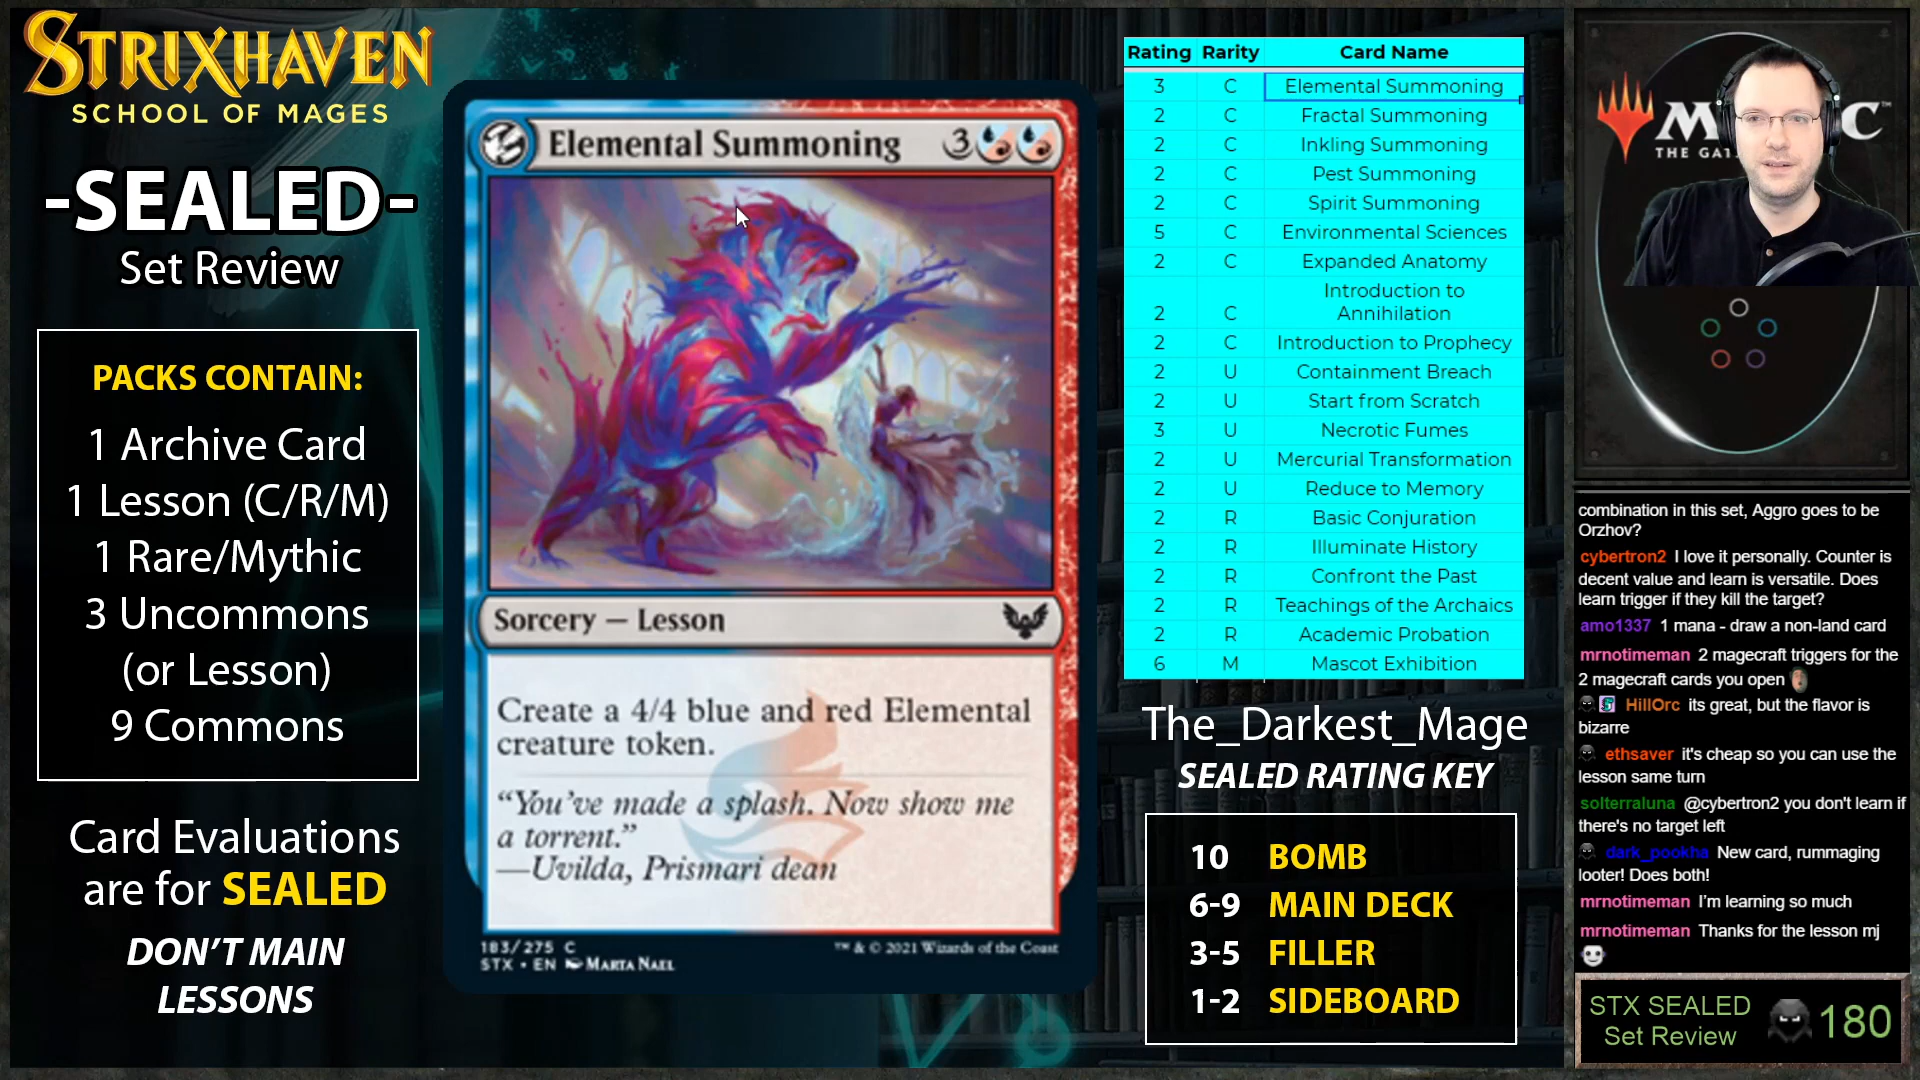 STRIXHAVEN
SCHOOL OF MAGES
-SEALED-
Set Review
PACKS CONTAIN:
1 Archive Card
1 Lesson (C/R/M)
1 Rare/Mythic
3 Uncommons
(or Lesson)
9 Commons
Card Evaluations
are for SEALED
DON'T MAIN
LESSONS
Elemental Summoning 3
Sorcery — Lesson
Create a 4/4 blue and red Elemental
creature token.
“You’ve made a splash. Now show me
a torrent.”
—Uvilda, Prismari dean
183/275 C
STX • EN MARTA NAEL
™ & © 2021 Wizards of the Coast
Rating Rarity Card Name
3 C Elemental Summoning
2 C Fractal Summoning
2 C Inkling Summoning
2 C Pest Summoning
2 C Spirit Summoning
5 C Environmental Sciences
2 C Expanded Anatomy
2 C Introduction to
Annihilation
2 C Introduction to Prophecy
2 U Containment Breach
2 U Start from Scratch
3 U Necrotic Fumes
2 U Mercurial Transformation
2 U Reduce to Memory
2 R Basic Conjuration
2 R Illuminate History
2 R Confront the Past
2 R Teachings of the Archaics
2 R Academic Probation
6 M Mascot Exhibition
The_Darkest_Mage
SEALED RATING KEY
10 BOMB
6-9 MAIN DECK
3-5 FILLER
1-2 SIDEBOARD
M C™
THE GAT
combination in this set, Aggro goes to be
Orzhov?
cybertron2 I love it personally. Counter is
decent value and learn is versatile. Does
learn trigger if they kill the target?
amo1337 1 mana - draw a non-land card
mrnotimeman 2 magecraft triggers for the
2 magecraft cards you open
HillOrc its great, but the flavor is
bizarre
ethsaver it's cheap so you can use the
lesson same turn
solterraluna @cybertron2 you don't learn if
there's no target left
dark_pookha New card, rummaging
looter! Does both!
mrnotimeman I'm learning so much
mrnotimeman Thanks for the lesson mj
STX SEALED
Set Review
180